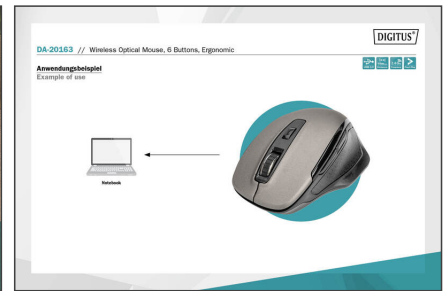 DIGITUS®
DA-20163 // Wireless Optical Mouse, 6 Buttons, Ergonomic
Anwendungsbeispiel
Example of use
Notebook